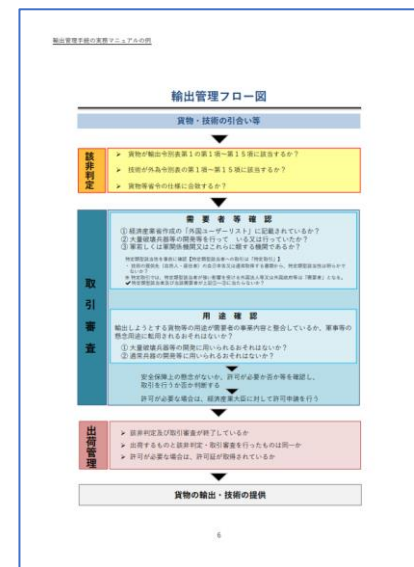 輸出管理手続の実務マニュアルの例
輸出管理フロー図
貨物・技術の引合い等
該非判定
➢ 貨物が輸出令別表第1の第1項~第15項に該当するか?
➢ 技術が外為令別表の第1項~第15項に該当するか?
➢ 貨物等省令の仕様に合致するか?
取引審査
需要者等確認
① 経済産業省作成の「外国ユーザーリスト」に記載されているか?
② 大量破壊兵器等の開発等を行って いる又は行っていたか?
③ 軍若しくは軍関係機関又はこれらに類する機関であるか?
用途確認
輸出しようとする貨物等の用途が需要者の事業内容と整合しているか、軍事等の
懸念用途に転用されるおそれはないか?
① 大量破壊兵器等の開発に用いられるおそれはないか?
② 通常兵器の開発等に用いられるおそれはないか?
安全保障上の懸念がないか、許可が必要か否か等を確認し、
取引を行うか否か判断する
許可が必要な場合は、経済産業大臣に対して許可申請を行う
出荷管理
➢ 該非判定及び取引審査が終了しているか
➢ 出荷するものと該非判定・取引審査を行ったものは同一か
➢ 許可が必要な場合は、許可証が取得されているか
貨物の輸出・技術の提供
6